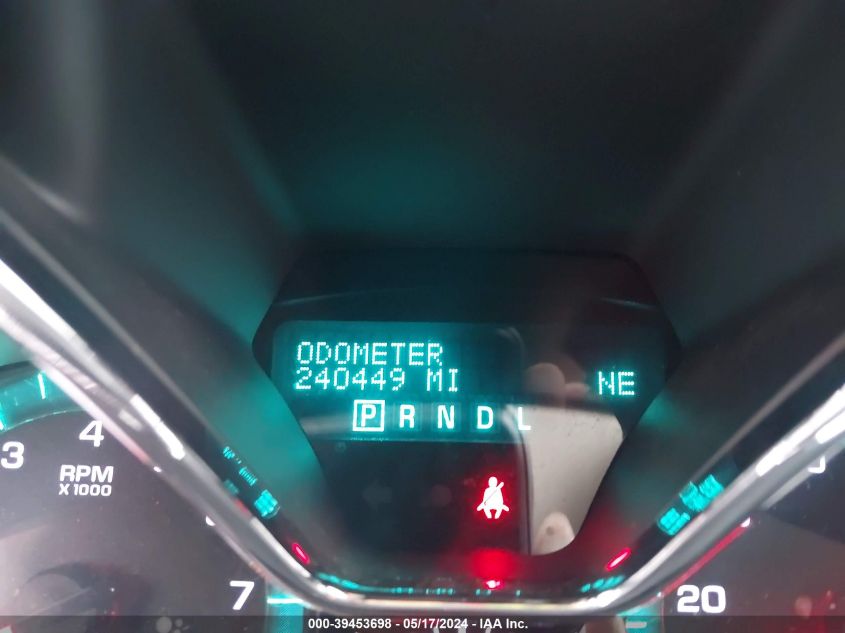 ODOMETER
240449 MI
NE
P R N D L
3
4
RPM
X 1000
7
20
000-39453698 - 05/17/2024 - IAA Inc.